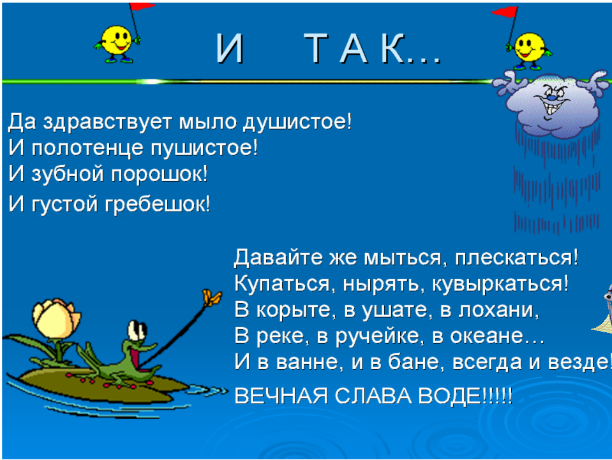 И Т А К...
Да здравствует мыло душистое!
И полотенце пушистое!
И зубной порошок!
И густой гребешок!
Давайте же мыться, плескаться!
Купаться, нырять, кувыркаться!
В корыте, в ушате, в лохани,
В реке, в ручейке, в океане...
И в ванне, и в бане, всегда и везде!
ВЕЧНАЯ СЛАВА ВОДЕ!!!!!